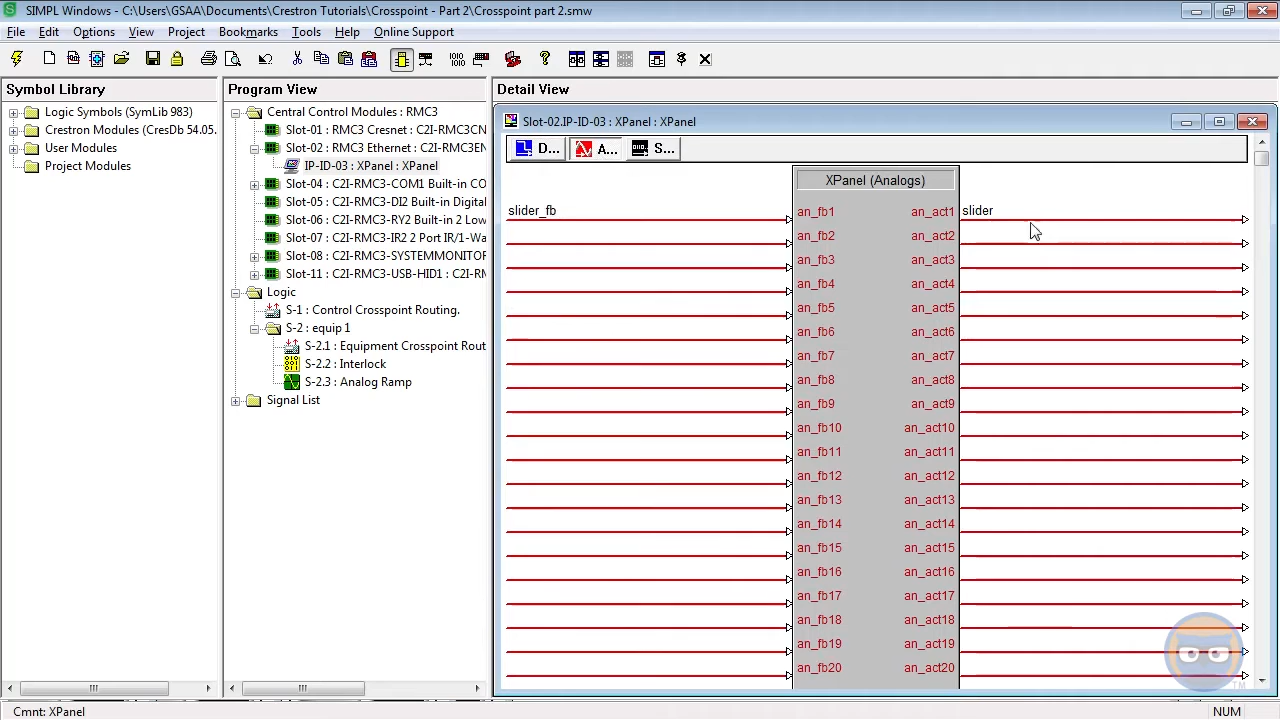 SIMPL Windows - C:\Users\GSAA\Documents\Crestron Tutorials\Crosspoint - Part 2\Crosspoint part 2.smw
File Edit Options View Project Bookmarks Tools Help Online Support
Symbol Library
Logic Symbols (SymLib 983)
Crestron Modules (CresDb 54.05.
User Modules
Project Modules
Program View
Central Control Modules : RMC3
Slot-01 : RMC3 Cresnet : C2I-RMC3CN
Slot-02 : RMC3 Ethernet : C2I-RMC3EN
IP-ID-03 : XPanel : XPanel
Slot-04 : C2I-RMC3-COM1 Built-in CO
Slot-05 : C2I-RMC3-DI2 Built-in Digital
Slot-06 : C2I-RMC3-RY2 Built-in 2 Low
Slot-07 : C2I-RMC3-IR2 2 Port IR/1-Wa
Slot-08 : C2I-RMC3-SYSTEMMONITOR
Slot-11 : C2I-RMC3-USB-HID1 : C2I-RM
Logic
S-1 : Control Crosspoint Routing.
S-2 : equip 1
S-2.1 : Equipment Crosspoint Rout
S-2.2 : Interlock
S-2.3 : Analog Ramp
Signal List
Detail View
Slot-02.IP-ID-03 : XPanel : XPanel
D... A... S...
XPanel (Analogs)
slider_fb an_fb1 an_act1 slider
an_fb2 an_act2
an_fb3 an_act3
an_fb4 an_act4
an_fb5 an_act5
an_fb6 an_act6
an_fb7 an_act7
an_fb8 an_act8
an_fb9 an_act9
an_fb10 an_act10
an_fb11 an_act11
an_fb12 an_act12
an_fb13 an_act13
an_fb14 an_act14
an_fb15 an_act15
an_fb16 an_act16
an_fb17 an_act17
an_fb18 an_act18
an_fb19 an_act19
an_fb20 an_act20
TM
Cmnt: XPanel
NUM